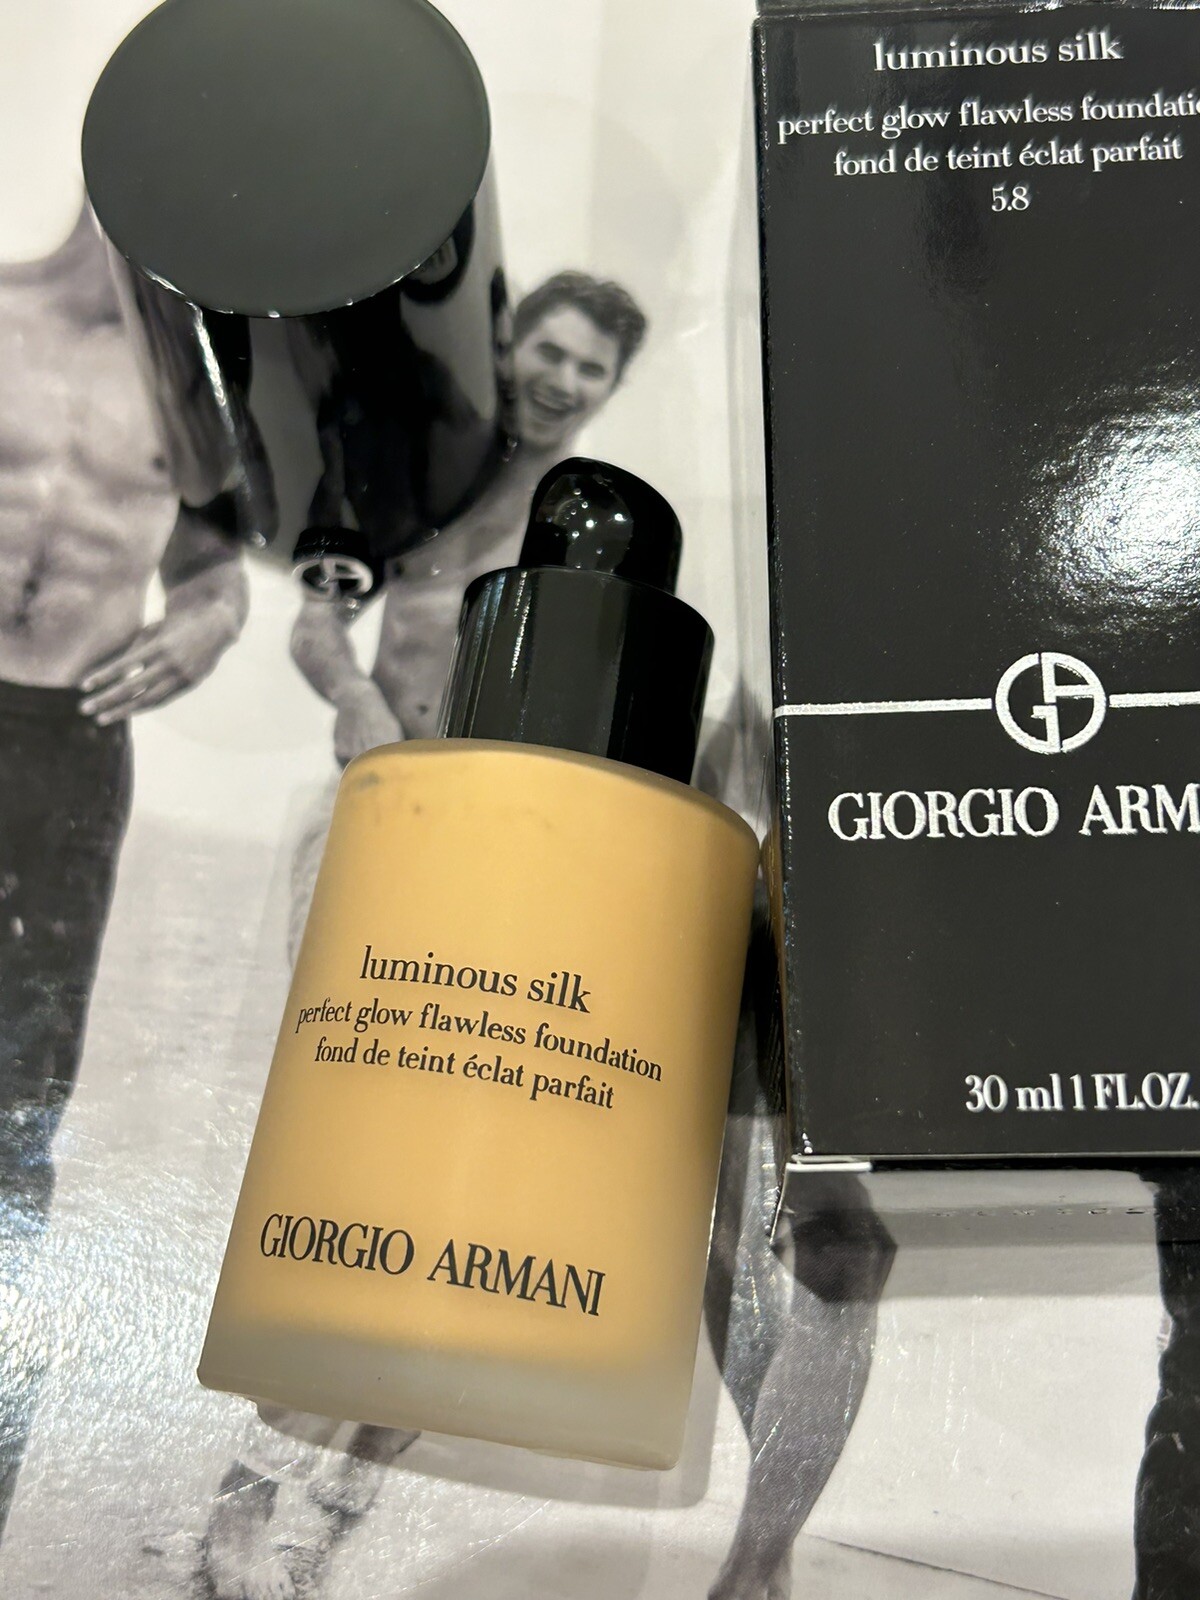 luminous silk
perfect glow flawless foundatio
fond de teint éclat parfait
5.8
GA
GIORGIO ARM
30 ml 1 FL.OZ.
luminous silk
perfect glow flawless foundation
fond de teint éclat parfait
GIORGIO ARMANI